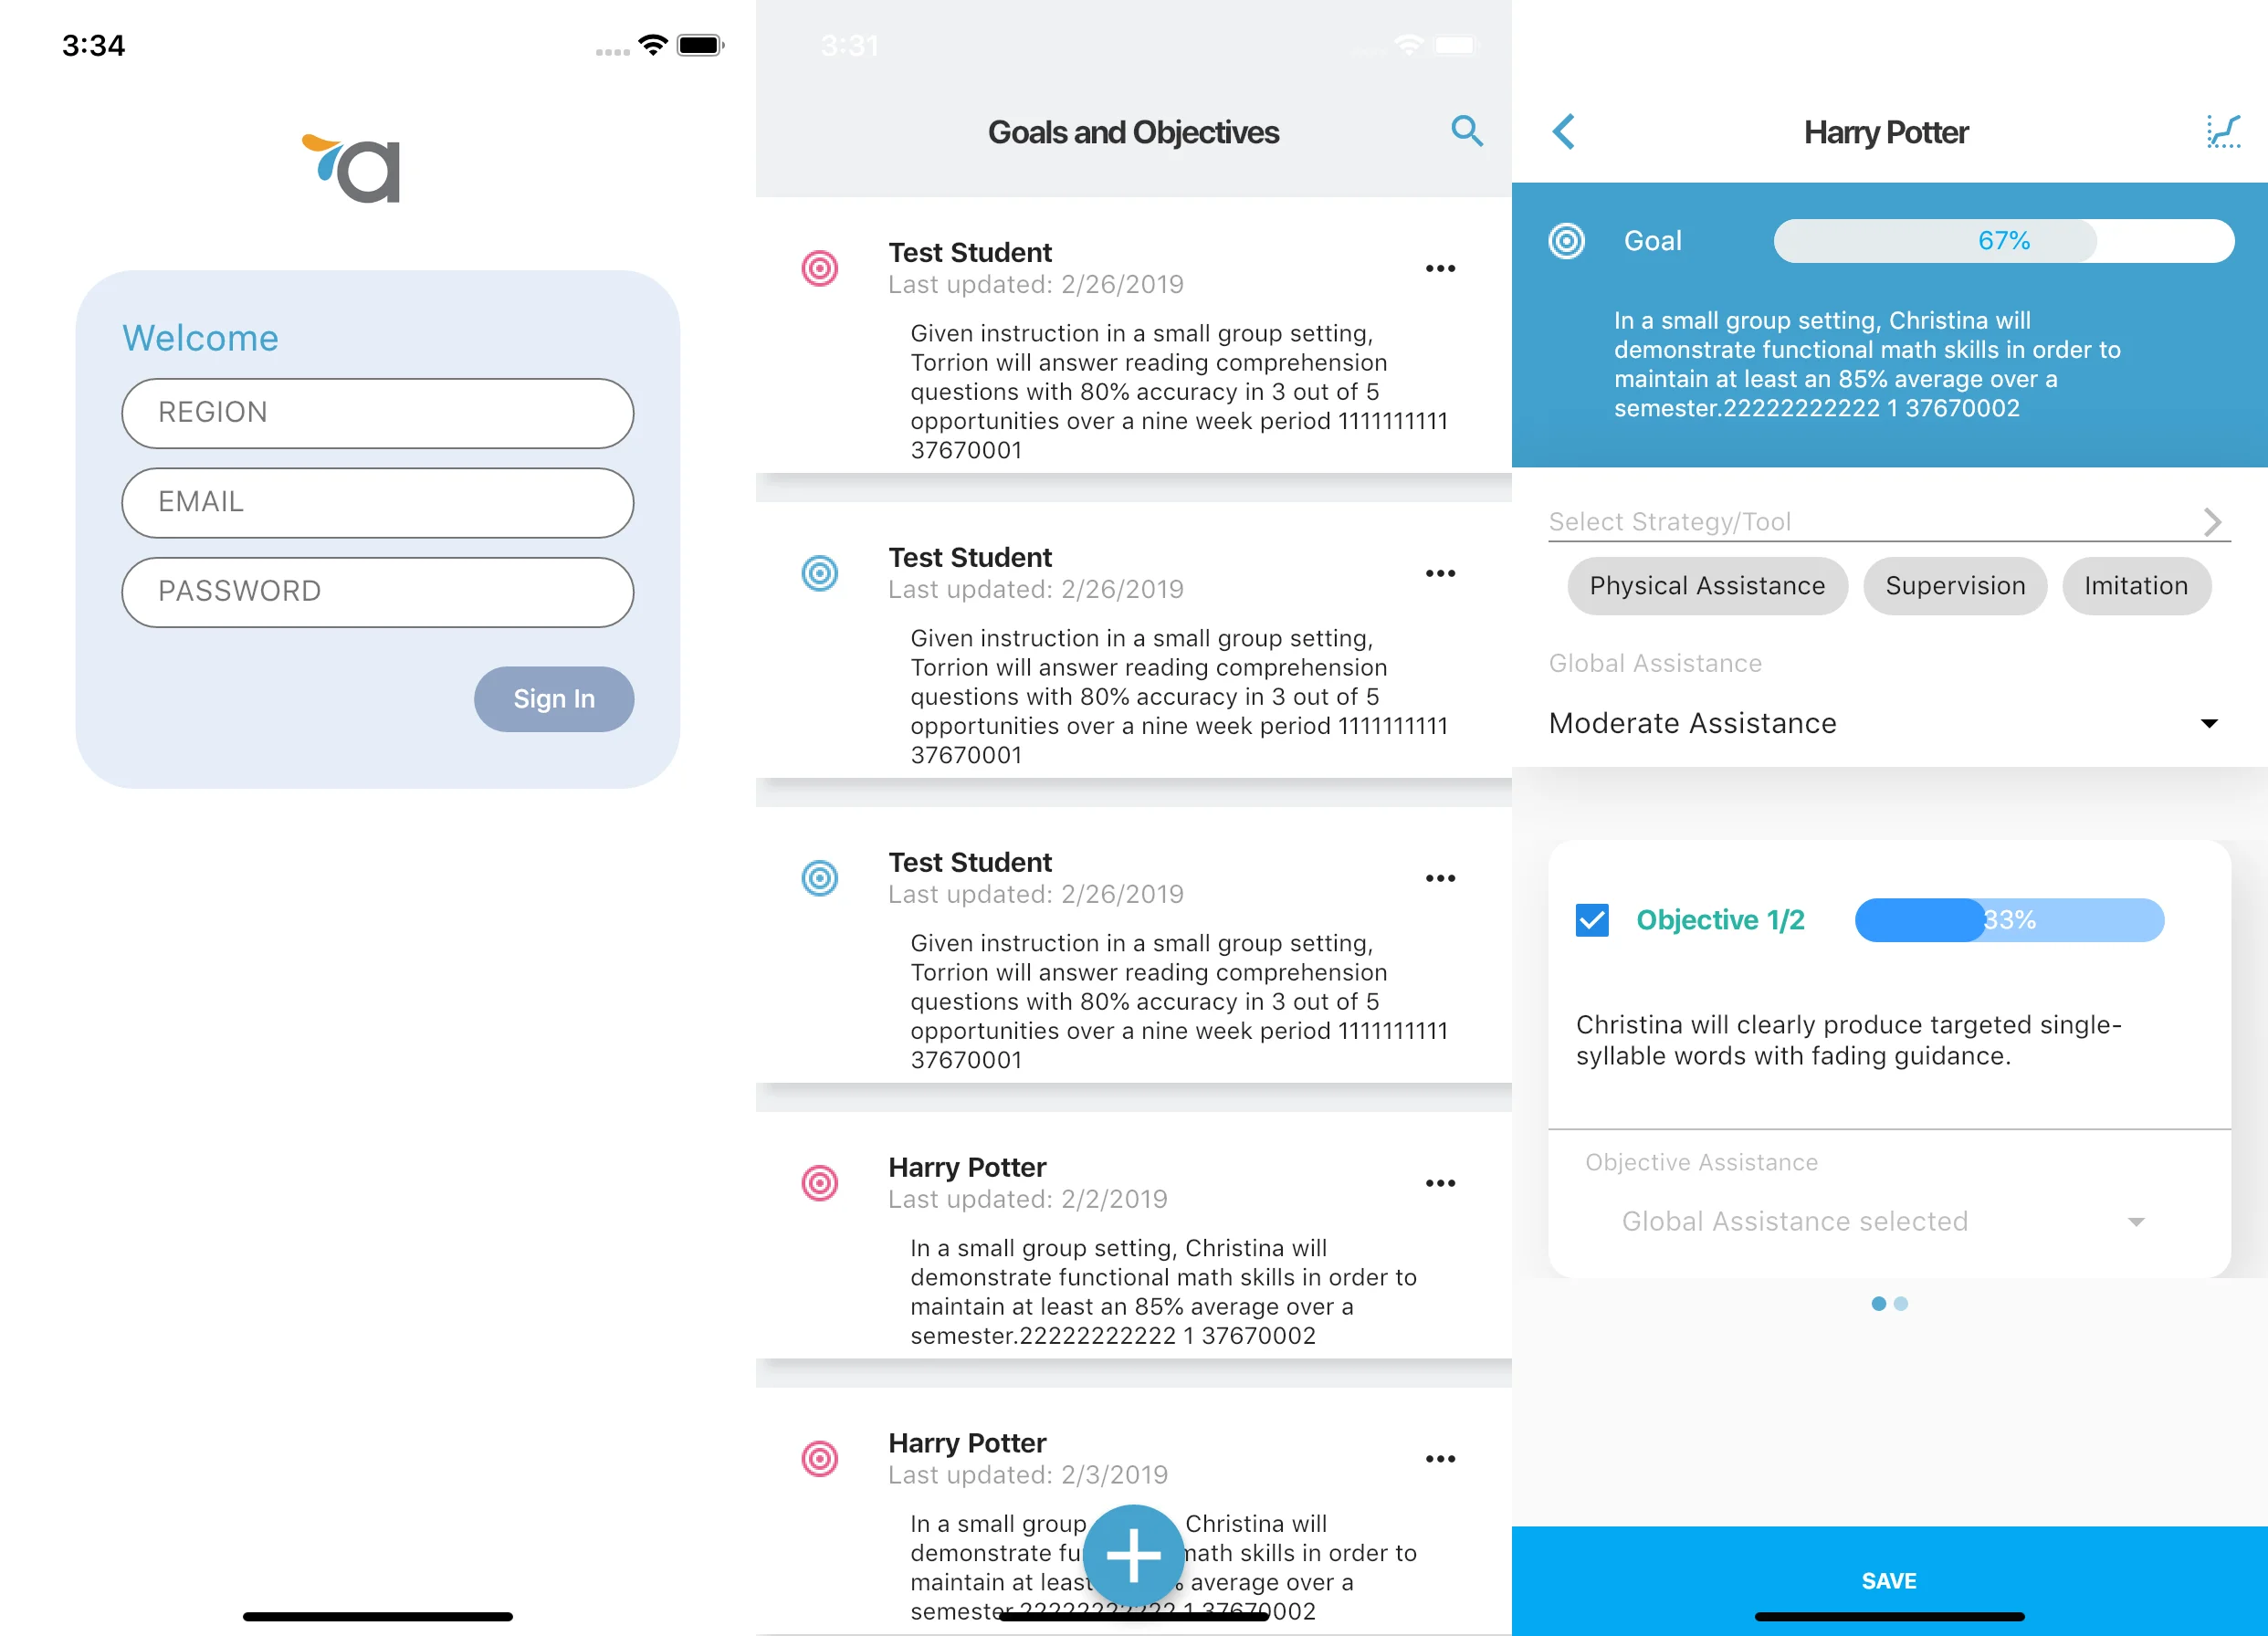 3:34
Welcome
REGION
EMAIL
PASSWORD
Sign In
3:31
Goals and Objectives
Test Student
Last updated: 2/26/2019
Given instruction in a small group setting,
Torrion will answer reading comprehension
questions with 80% accuracy in 3 out of 5
opportunities over a nine week period 1111111111
37670001
Test Student
Last updated: 2/26/2019
Given instruction in a small group setting,
Torrion will answer reading comprehension
questions with 80% accuracy in 3 out of 5
opportunities over a nine week period 1111111111
37670001
Test Student
Last updated: 2/26/2019
Given instruction in a small group setting,
Torrion will answer reading comprehension
questions with 80% accuracy in 3 out of 5
opportunities over a nine week period 1111111111
37670001
Harry Potter
Last updated: 2/2/2019
In a small group setting, Christina will
demonstrate functional math skills in order to
maintain at least an 85% average over a
semester.22222222222 1 37670002
Harry Potter
Last updated: 2/3/2019
In a small group Christina will
demonstrate math skills in order to
maintain at least average over a
Harry Potter
Goal
67%
In a small group setting, Christina will
demonstrate functional math skills in order to
maintain at least an 85% average over a
semester.22222222222 1 37670002
Select Strategy/Tool
Physical Assistance
Supervision
Imitation
Global Assistance
Moderate Assistance
Objective 1/2
33%
Christina will clearly produce targeted single-
syllable words with fading guidance.
Objective Assistance
Global Assistance selected
SAVE